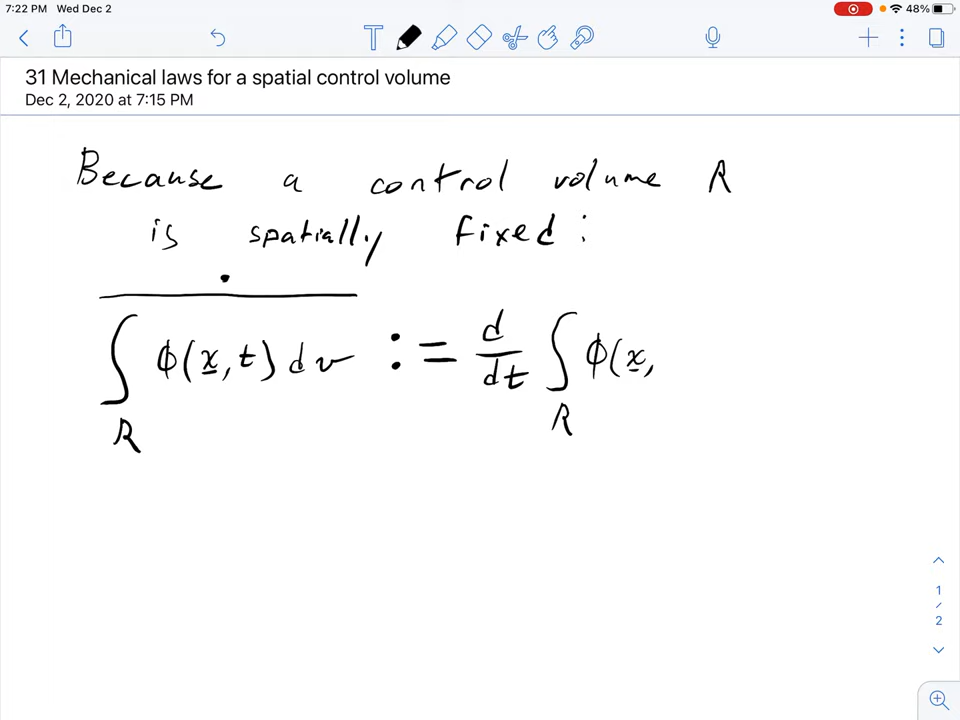 7:22 PM Wed Dec 2
48%
31 Mechanical laws for a spatial control volume
Dec 2, 2020 at 7:15 PM
Because a control volume R
is spatially fixed:
˙‾∫_R ϕ(x̲,t) dv := d/dt ∫_R ϕ(x̲,
1
/
2